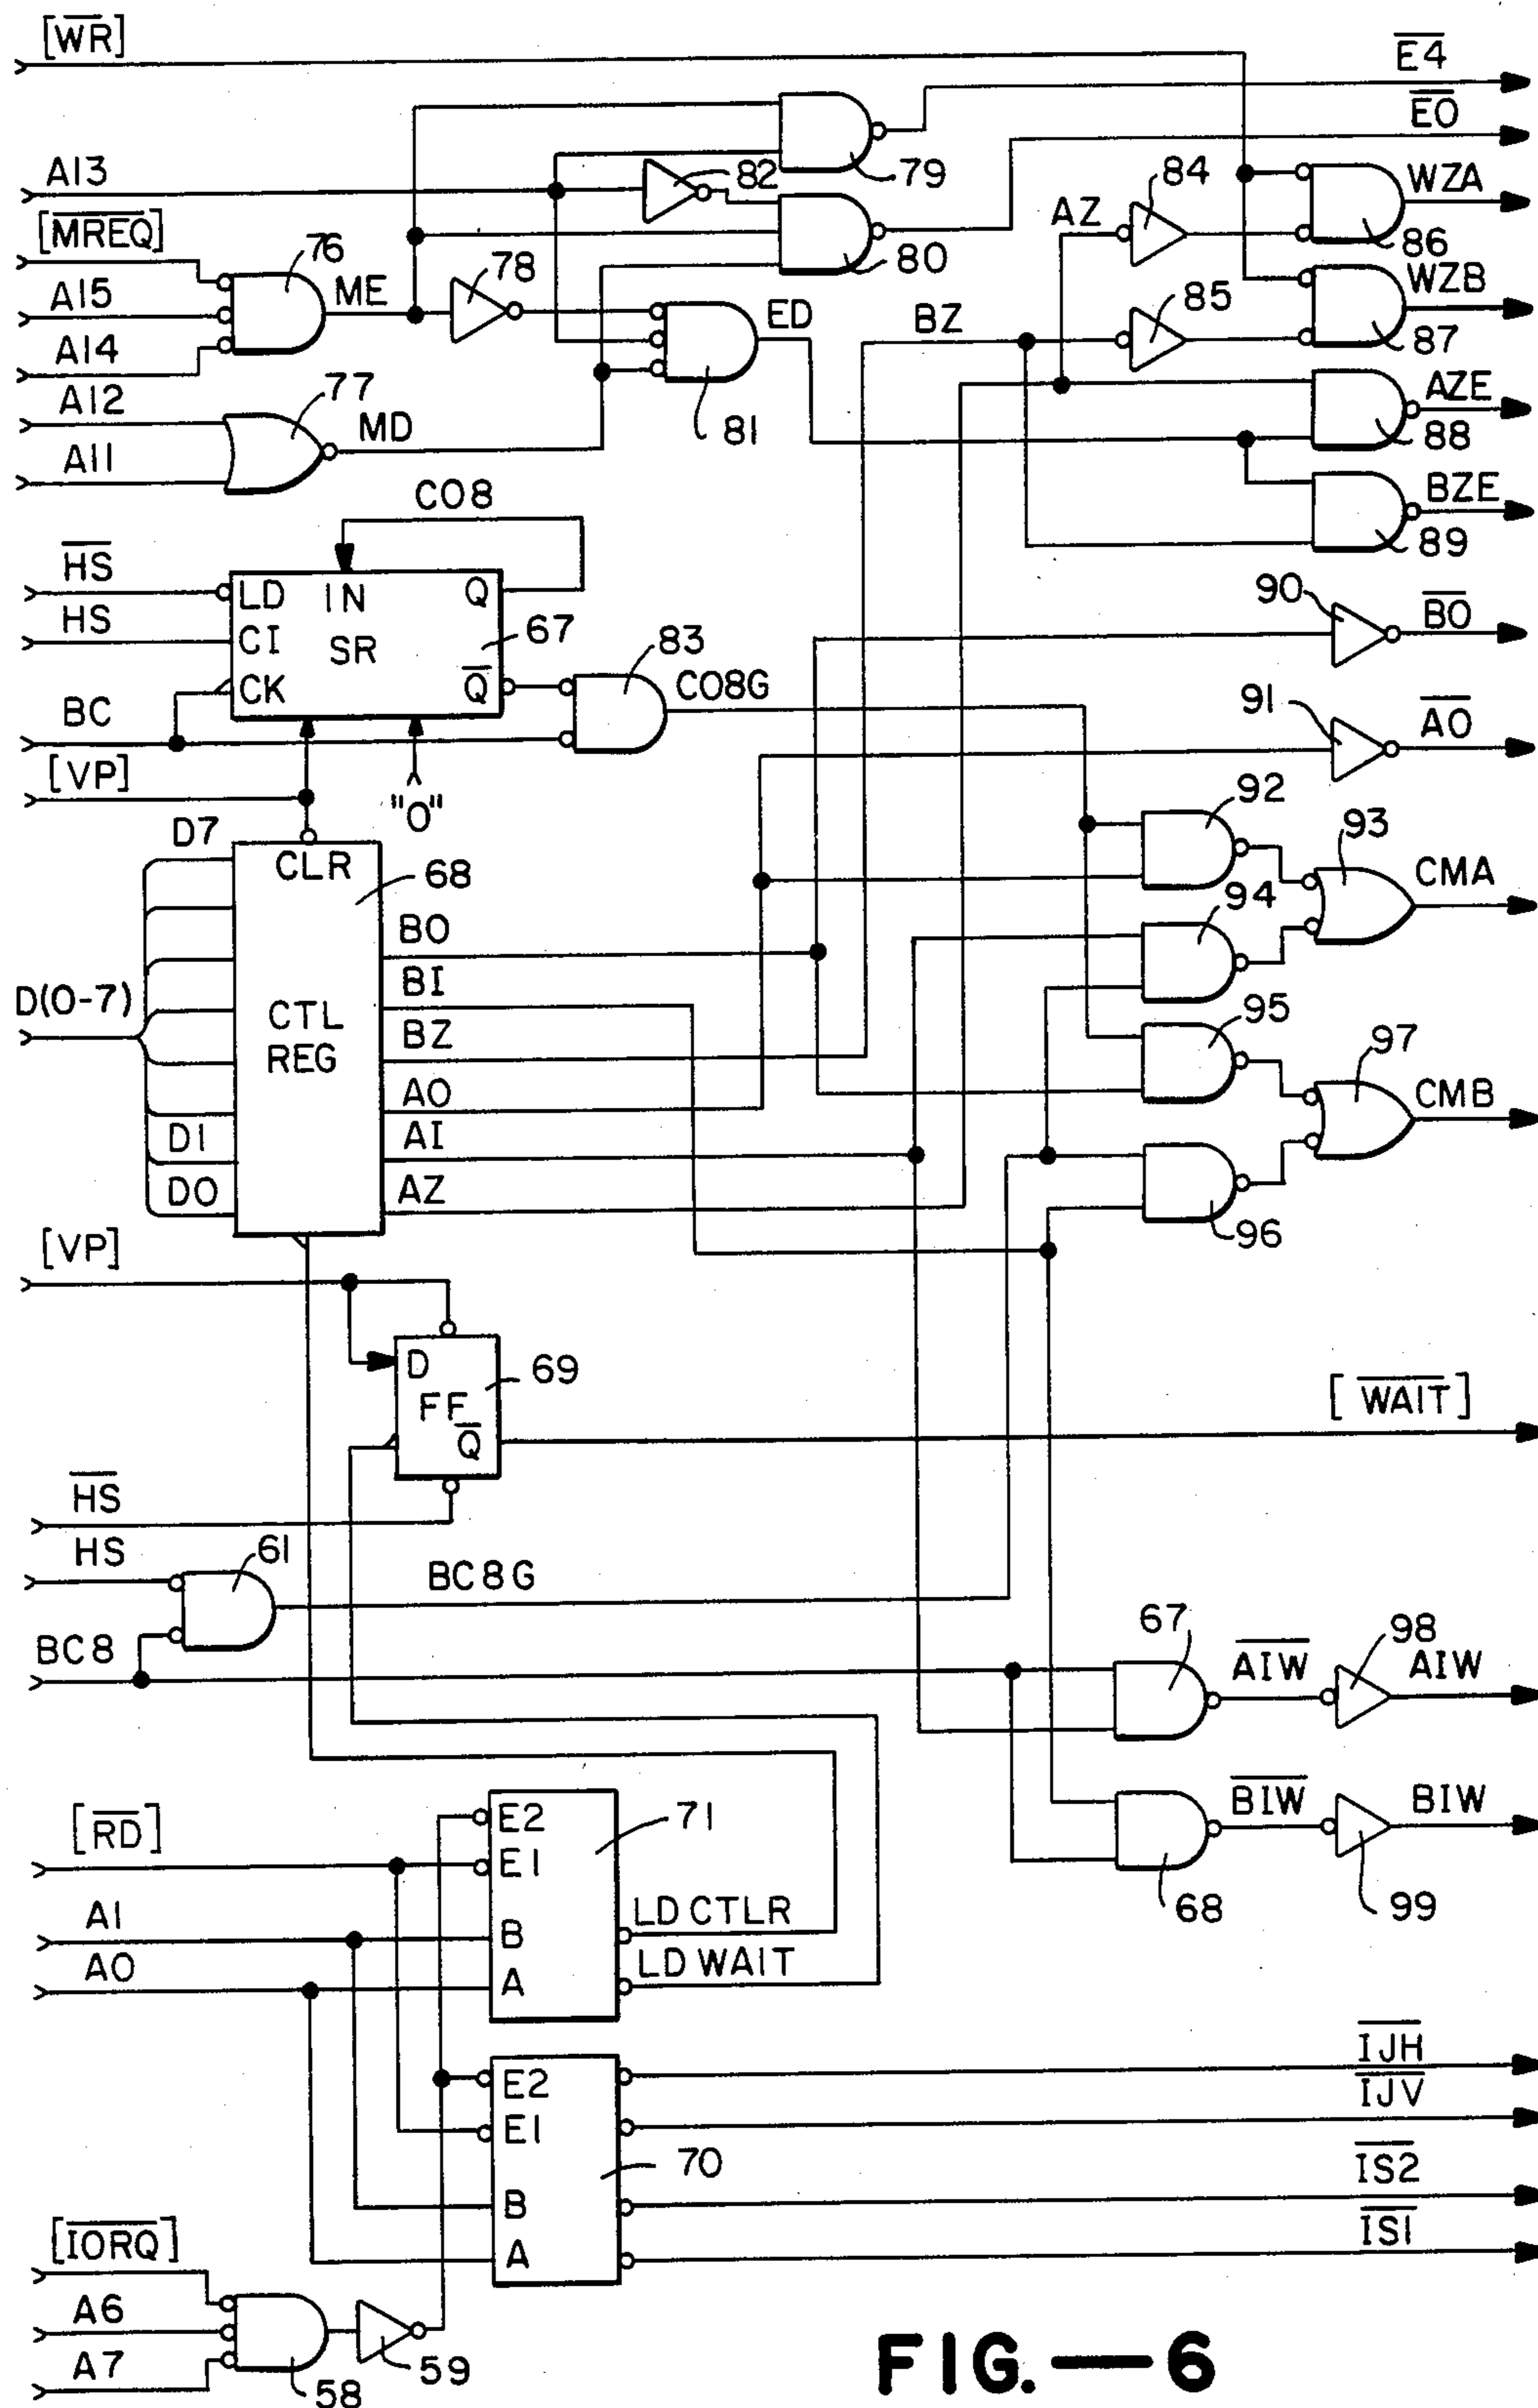 [WR]
E4
E0
A13
82
79
84
WZA
[MREQ]
76
ME
78
80
AZ
86
A15
ED
BZ
85
WZB
87
A14
A12
77
MD
81
AZE
88
A11
C08
BZE
89
HS
LD IN Q
HS
CI SR
67
83
90
B0
BC
CK Q
C08G
91
A0
[VP]
"0"
92
D7
CLR
68
93
CMA
94
B0
D(0-7)
BI
CTL
REG
BZ
95
97
A0
CMB
D1
AI
D0
AZ
96
[VP]
D
FF
Q
69
[WAIT]
HS
HS
61
BC8G
BC8
67
AIW
98
AIW
[RD]
E2
E1
71
BIW
BIW
68
99
A1
B
LD CTLR
A0
A
LD WAIT
E2
IJH
E1
IJV
70
B
IS2
[IORQ]
A
IS1
A6
A7
58
59
FIG.—6